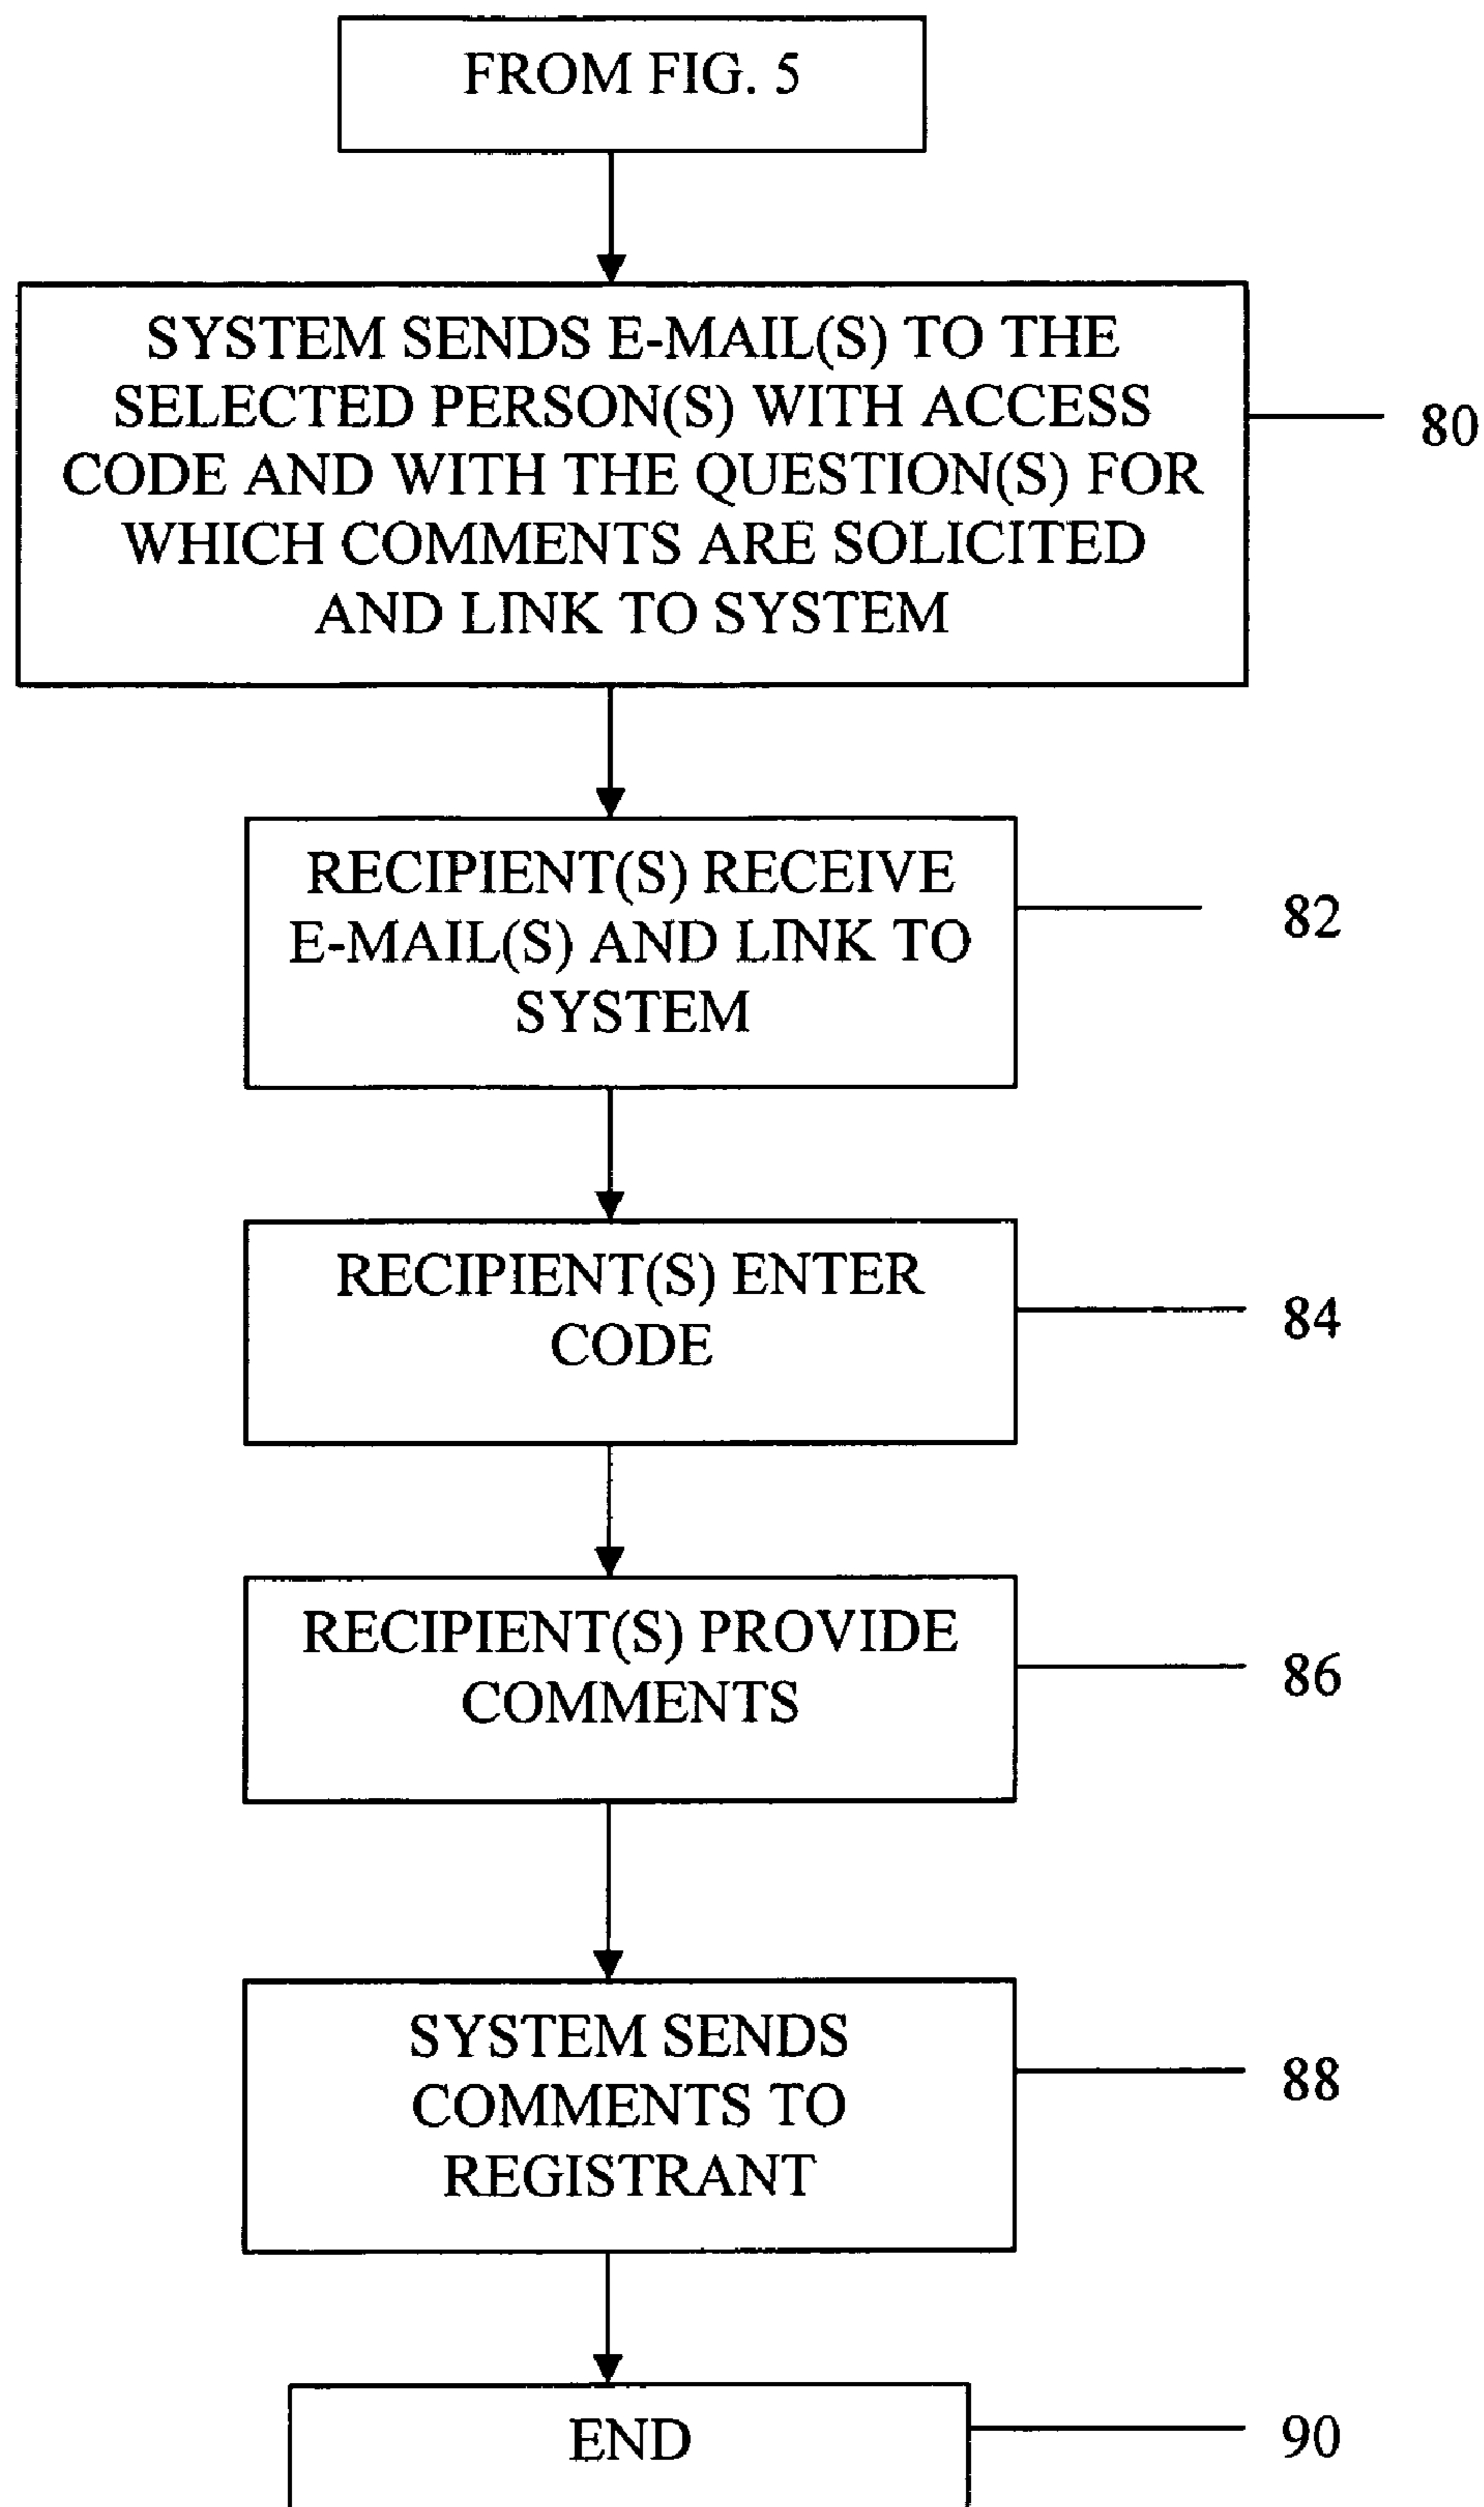 FROM FIG. 5
SYSTEM SENDS E-MAIL(S) TO THE
SELECTED PERSON(S) WITH ACCESS
CODE AND WITH THE QUESTION(S) FOR
WHICH COMMENTS ARE SOLICITED
AND LINK TO SYSTEM
80
RECIPIENT(S) RECEIVE
E-MAIL(S) AND LINK TO
SYSTEM
82
RECIPIENT(S) ENTER
CODE
84
RECIPIENT(S) PROVIDE
COMMENTS
86
SYSTEM SENDS
COMMENTS TO
REGISTRANT
88
END
90